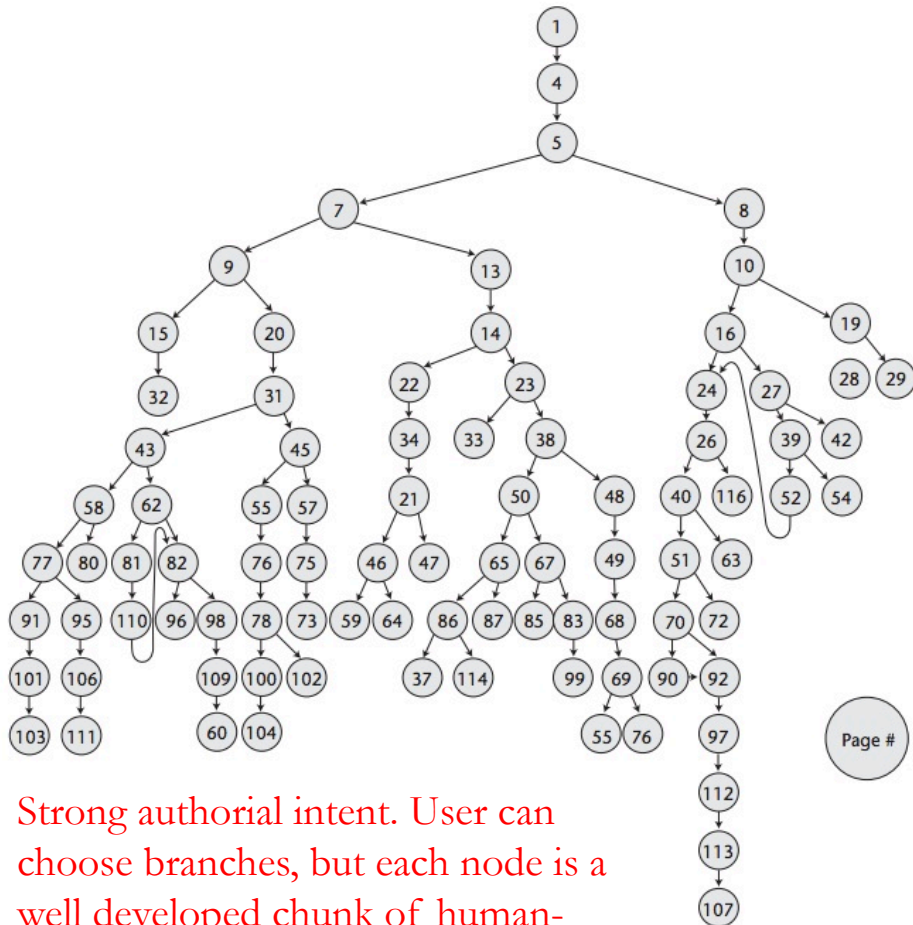 1
4
5
7 8
9 13 10
15 20 14 16 19
32 31 22 23 24 27 28 29
43 45 34 33 38 26 39 42
58 62 55 57 21 50 48 40 116 52 54
77 80 81 82 76 75 46 47 65 67 49 51 63
91 95 110 96 98 78 73 59 64 86 87 85 83 68 70 72
101 106 109 100 102 37 114 99 69 90 92
103 111 60 104 55 76 97
Page #
112
113
107
Strong authorial intent. User can
choose branches, but each node is a
well developed chunk of human-